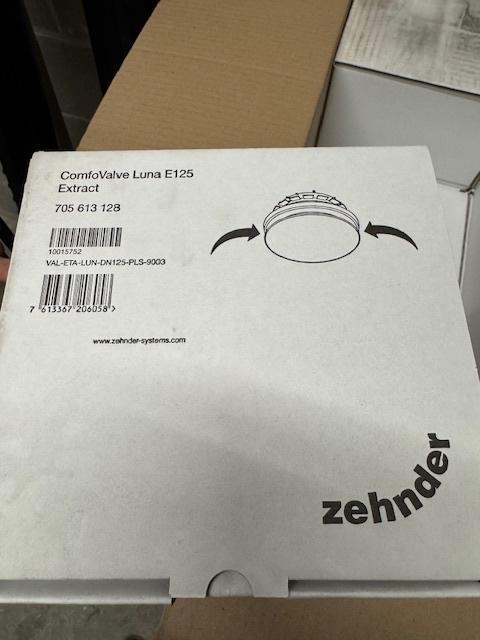 ComfoValve Luna E125
Extract
705 613 128
10015752
VAL-ETA-LUN-DN125-PLS-9003
7 613367 206058 >
www.zehnder-systems.com
zehnder